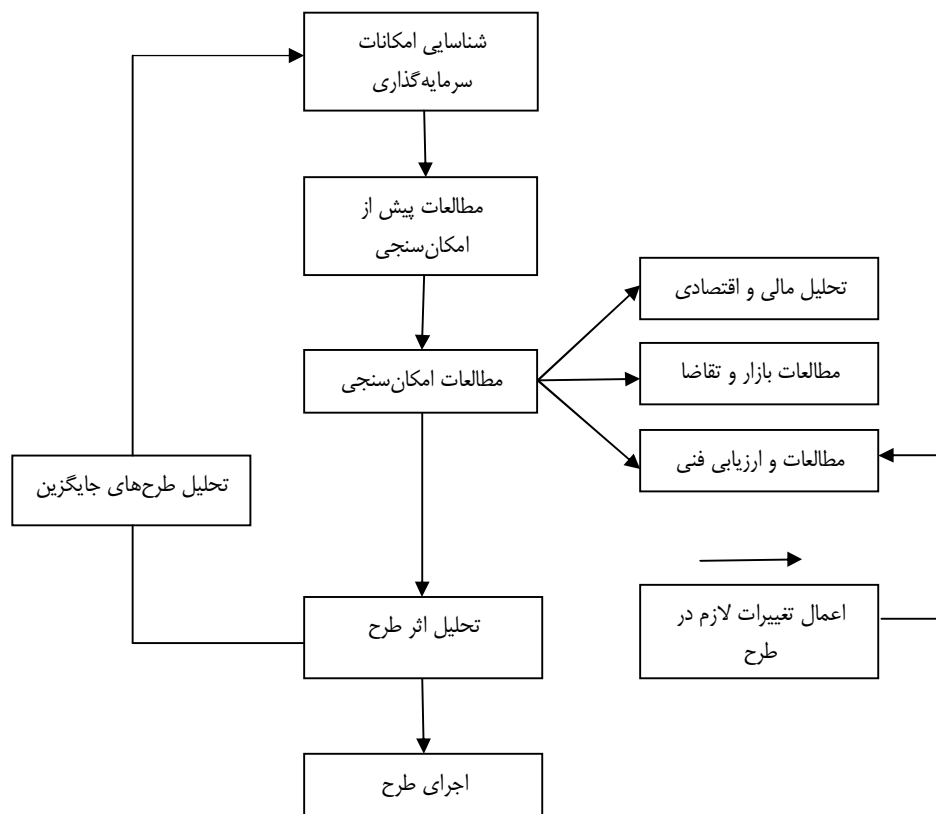 شناسایی امکانات
سرمایه‌گذاری
مطالعات پیش از
امکان‌سنجی
مطالعات امکان‌سنجی
تحلیل مالی و اقتصادی
مطالعات بازار و تقاضا
مطالعات و ارزیابی فنی
تحلیل طرح‌های جایگزین
تحلیل اثر طرح
اعمال تغییرات لازم در
طرح
اجرای طرح